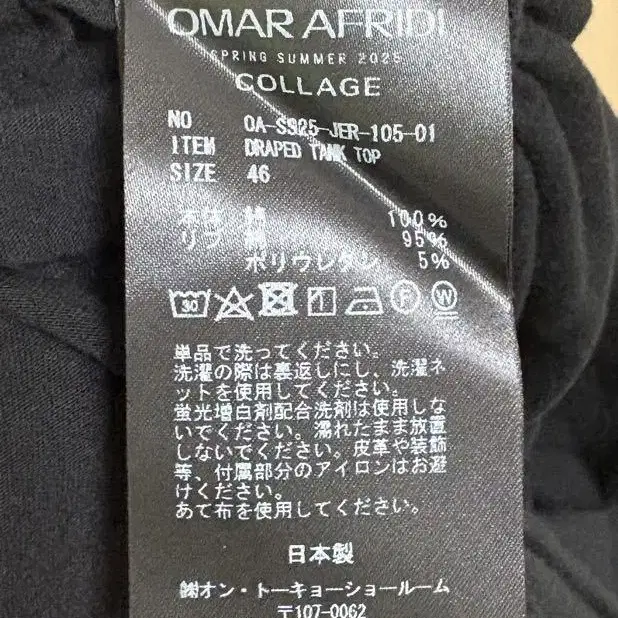 OMAR AFRIDI
SPRING SUMMER 2025
COLLAGE
NO OA-SS25-JER-105-01
ITEM DRAPED TANK TOP
SIZE 46
本体 綿 100%
リブ 綿 95%
ポリウレタン 5%
30 F W
単品で洗ってください。
洗濯の際は裏返しにし、洗濯ネ
ットを使用してください。
蛍光増白剤配合洗剤は使用しな
いでください。濡れたまま放置
しないでください。皮革や装飾
等、付属部分のアイロンはお避
けください。
あて布を使用してください。
日本製
㈱オン・トーキョーショールーム
〒107-0062